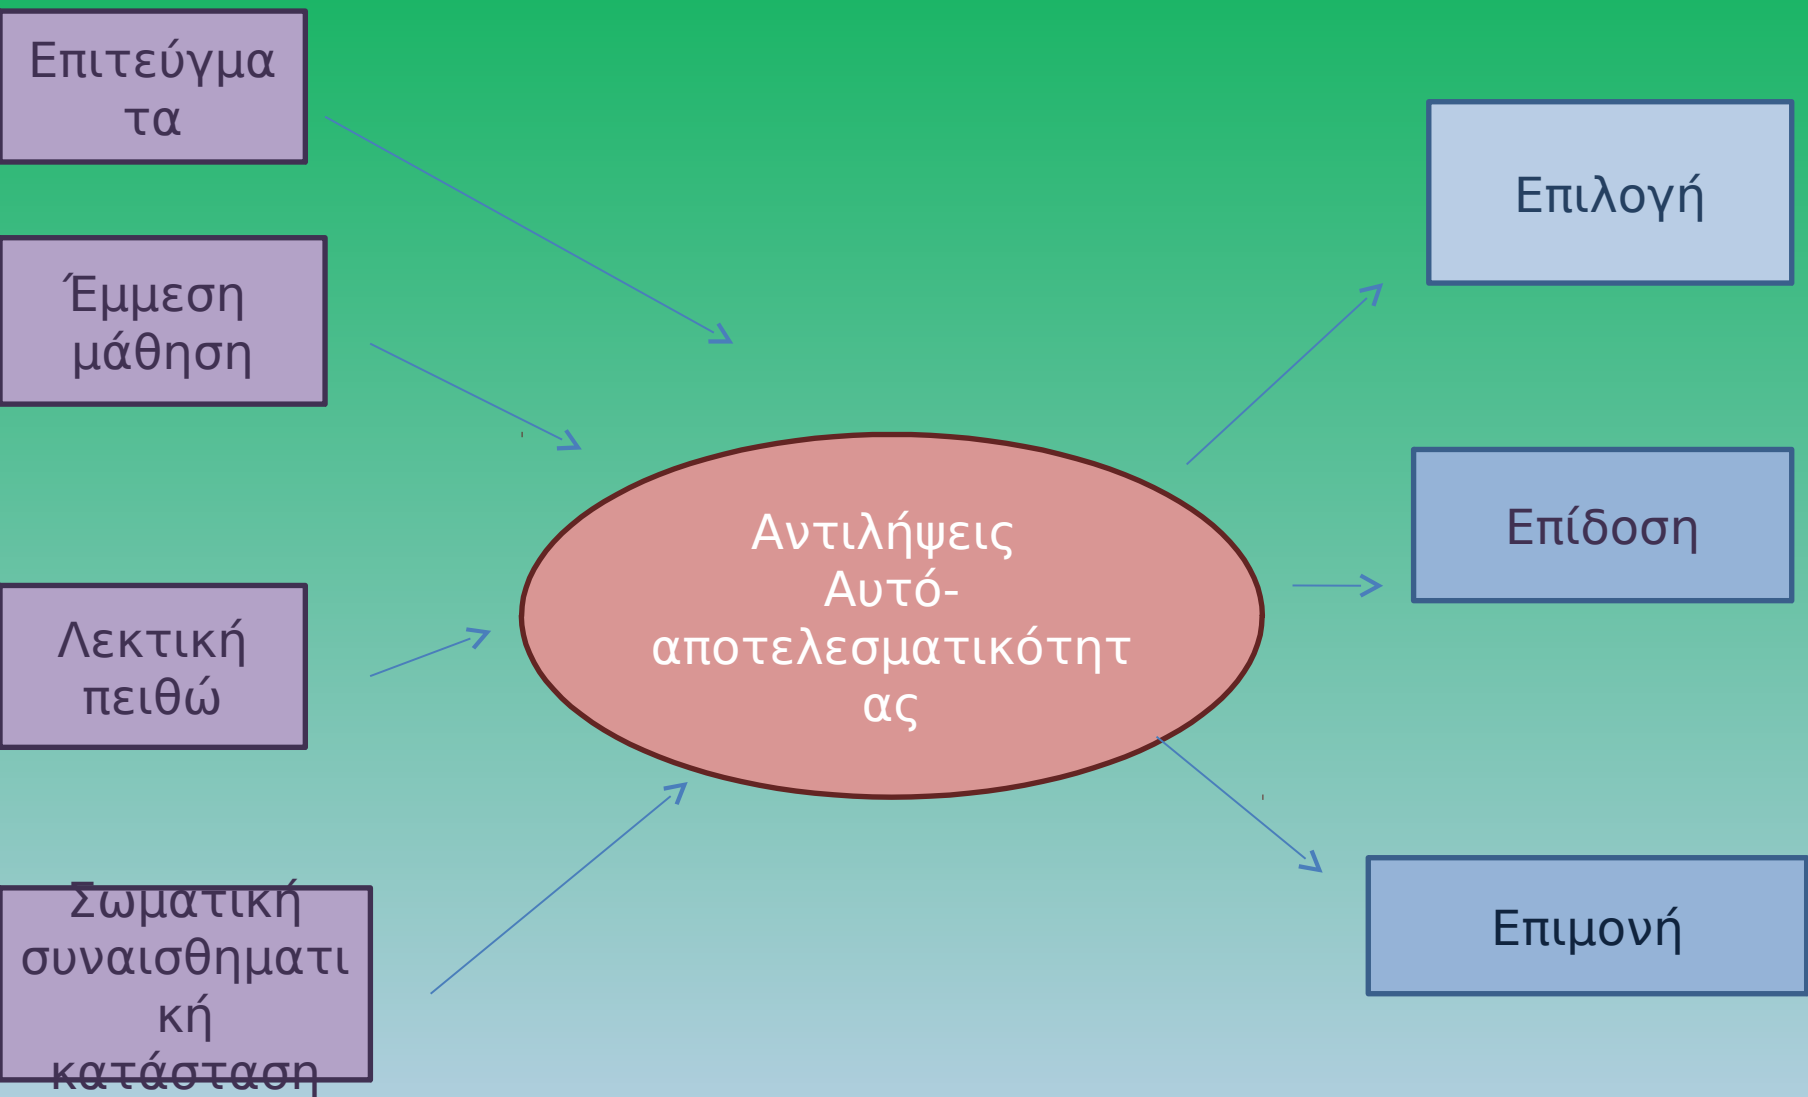 Επιτεύγμα
τα
Έμμεση
μάθηση
Λεκτική
πειθώ
Σωματική
συναισθηματι
κή
κατάσταση
Αντιλήψεις
Αυτό-
αποτελεσματικότητ
ας
Επιλογή
Επίδοση
Επιμονή